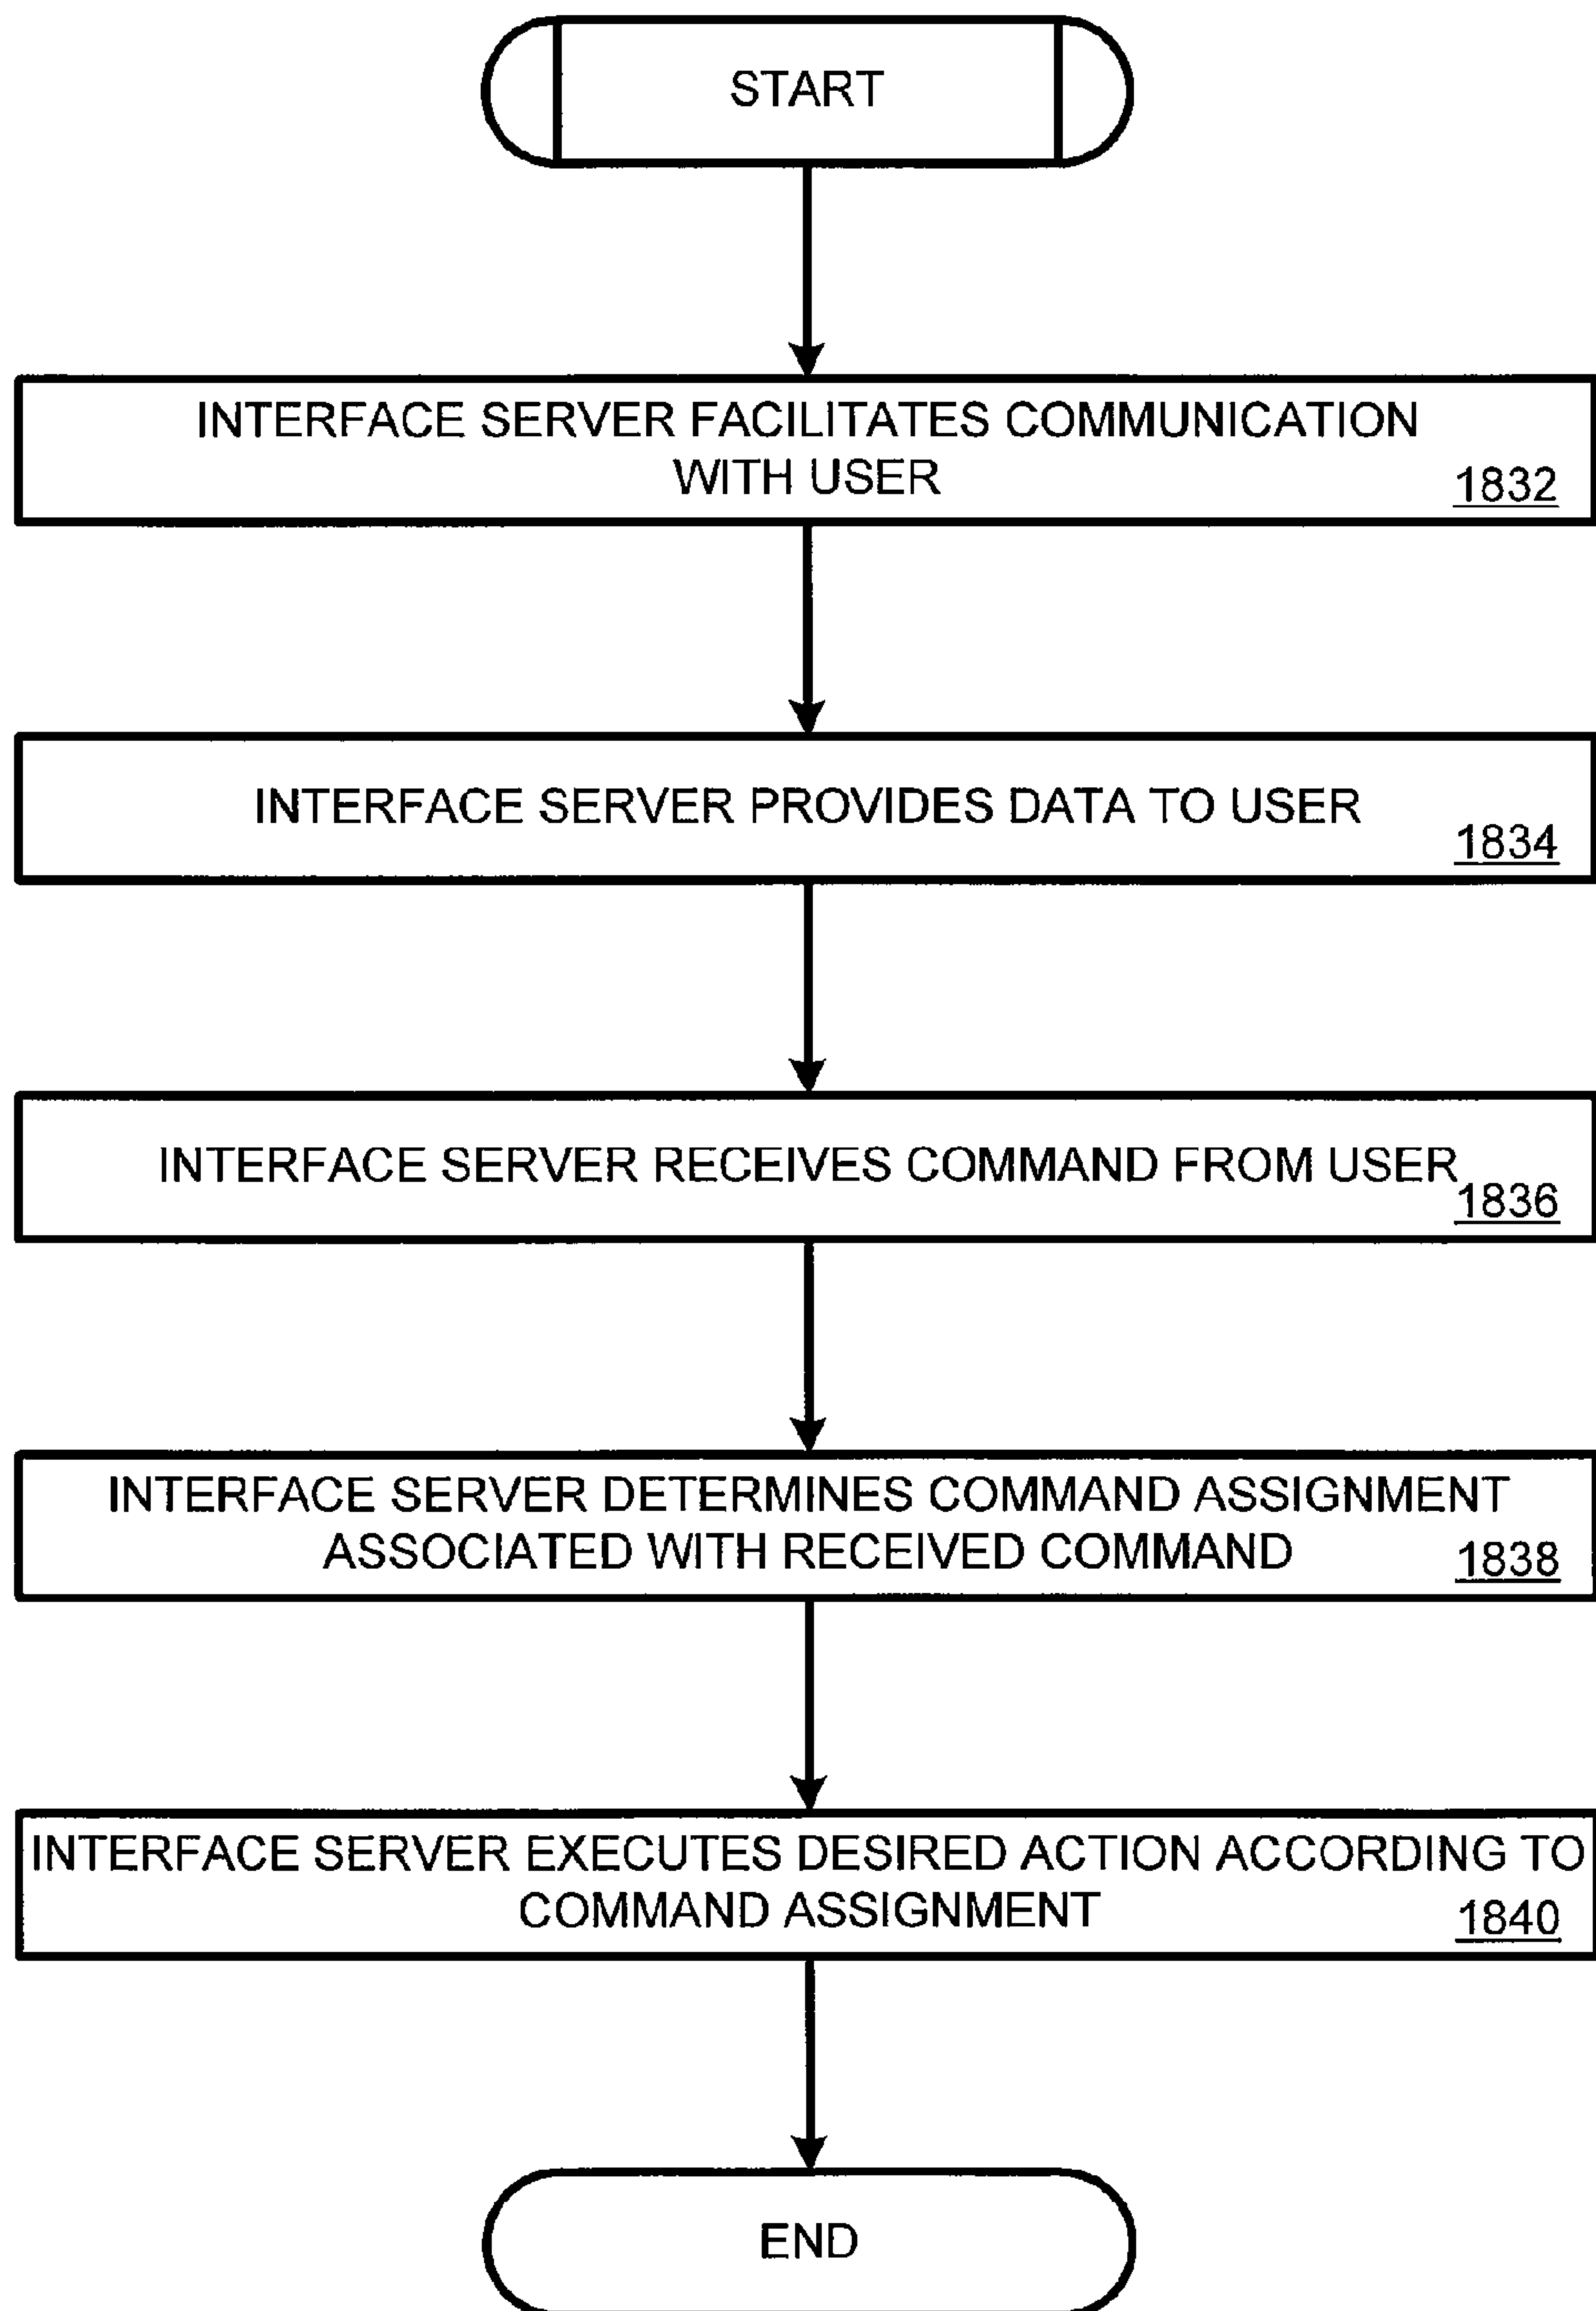 START
INTERFACE SERVER FACILITATES COMMUNICATION
WITH USER
1832
INTERFACE SERVER PROVIDES DATA TO USER
1834
INTERFACE SERVER RECEIVES COMMAND FROM USER
1836
INTERFACE SERVER DETERMINES COMMAND ASSIGNMENT
ASSOCIATED WITH RECEIVED COMMAND
1838
INTERFACE SERVER EXECUTES DESIRED ACTION ACCORDING TO
COMMAND ASSIGNMENT
1840
END